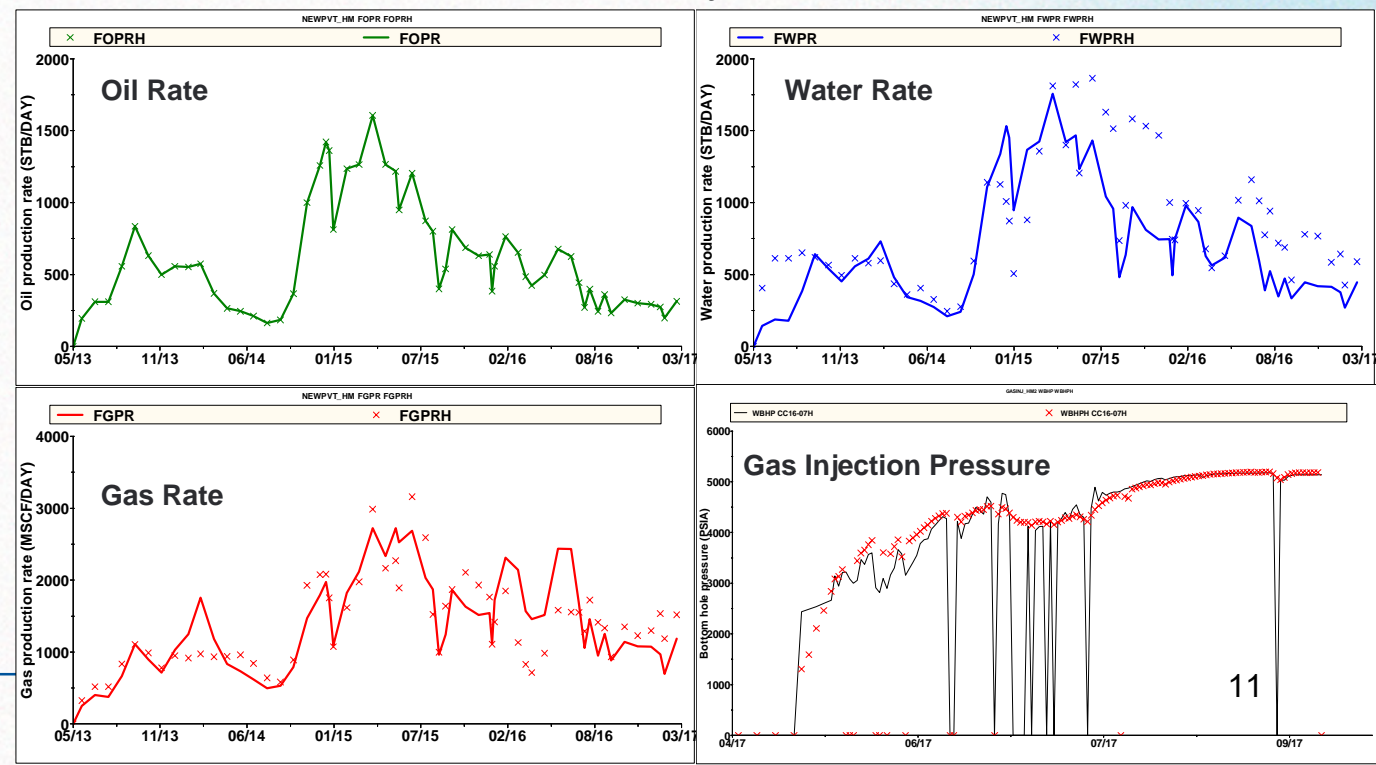 NEWPVT_HM FOPR FOPRH
FOPRH FOPR
Oil Rate
Oil production rate (STB/DAY)
2000
1500
1000
500
0
05/13 11/13 06/14 01/15 07/15 02/16 08/16 03/17
NEWPVT_HM FWPR FWPRH
FWPR FWPRH
Water Rate
Water production rate (STB/DAY)
2000
1500
1000
500
0
05/13 11/13 06/14 01/15 07/15 02/16 08/16 03/17
NEWPVT_HM FGPR FGPRH
FGPR FGPRH
Gas Rate
Gas production rate (MSCF/DAY)
4000
3000
2000
1000
0
05/13 11/13 06/14 01/15 07/15 02/16 08/16 03/17
GASINJ_HM2 WBHP WBHPH
WBHP CC16-07H WBHPH CC16-07H
Gas Injection Pressure
Bottom hole pressure (PSIA)
6000
5000
4000
3000
2000
1000
0
04/17 06/17 07/17 09/17
11